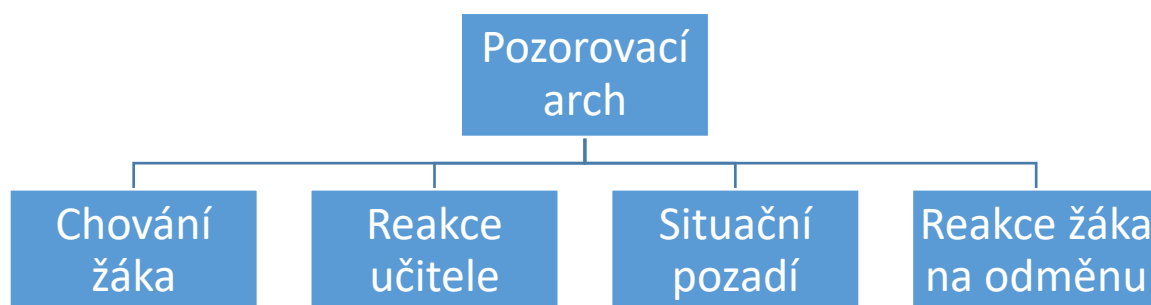 Pozorovací
arch
Chování
žáka
Reakce
učitele
Situační
pozadí
Reakce žáka
na odměnu